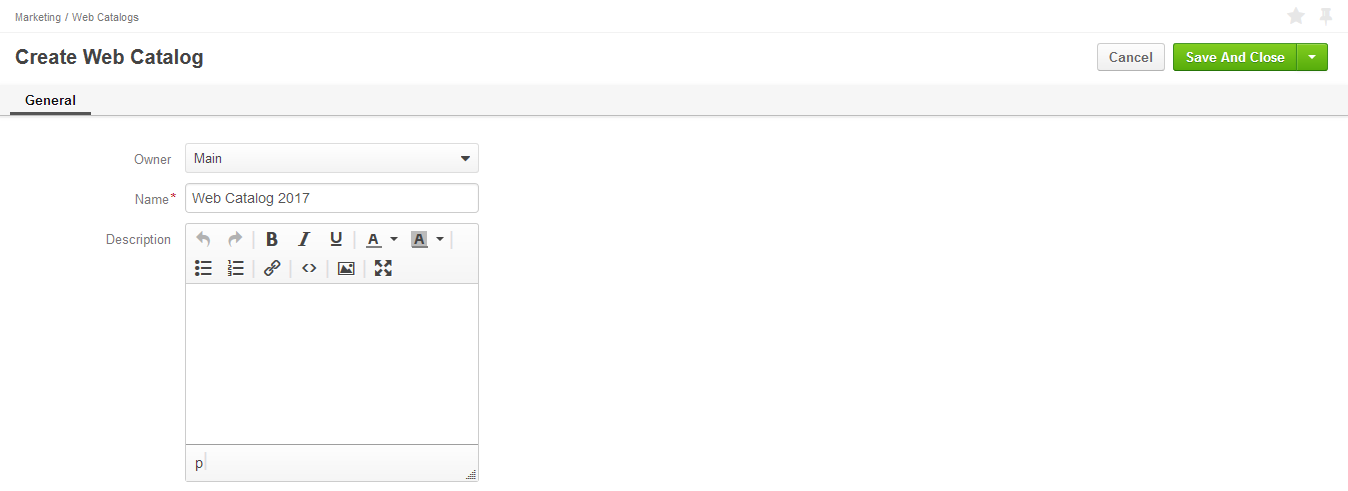 Marketing / Web Catalogs
Create Web Catalog
Cancel
Save And Close
General
Owner
Main
Name*
Web Catalog 2017
Description
B I U A A
p